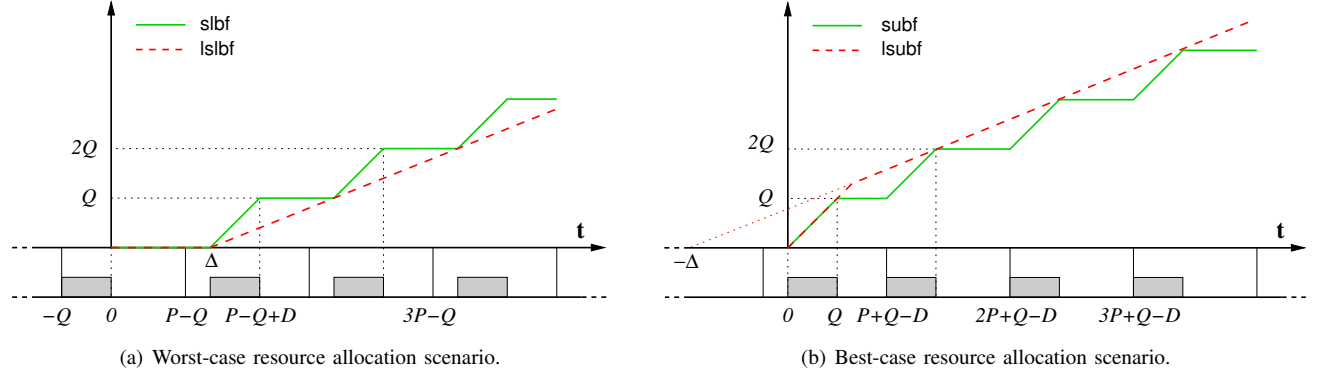 slbf
lslbf
2Q
Q
t
Δ
−Q
0
P−Q
P−Q+D
3P−Q
(a) Worst-case resource allocation scenario.
subf
lsubf
2Q
Q
t
−Δ
0
Q
P+Q−D
2P+Q−D
3P+Q−D
(b) Best-case resource allocation scenario.